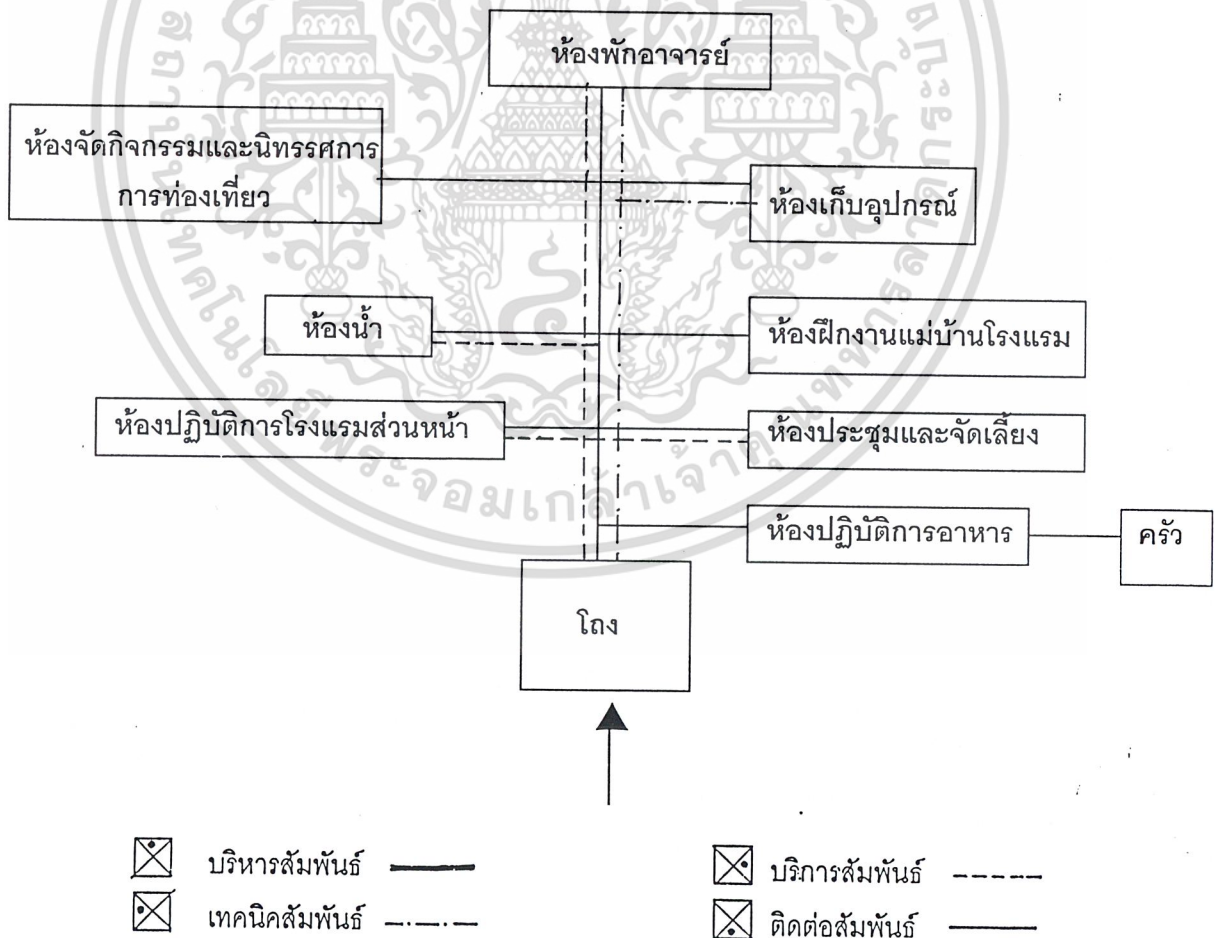 ห้องพักอาจารย์
ห้องจัดกิจกรรมและนิทรรศการ
การท่องเที่ยว
ห้องเก็บอุปกรณ์
ห้องน้ำ
ห้องฝึกงานแม่บ้านโรงแรม
ห้องปฏิบัติการโรงแรมส่วนหน้า
ห้องประชุมและจัดเลี้ยง
ห้องปฏิบัติการอาหาร
ครัว
โถง
บริหารสัมพันธ์
บริการสัมพันธ์
เทคนิคสัมพันธ์
ติดต่อสัมพันธ์